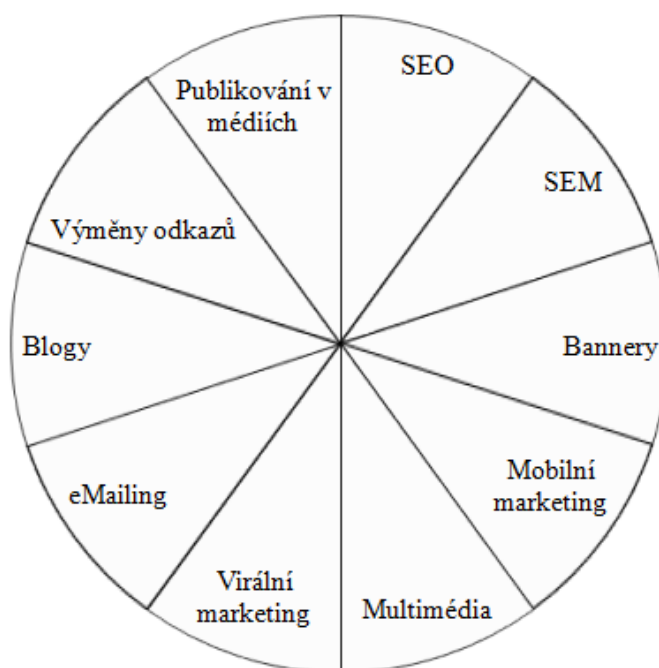 SEO
SEM
Bannery
Mobilní
marketing
Multimédia
Virální
marketing
eMailing
Blogy
Výměny odkazů
Publikování v
médiích